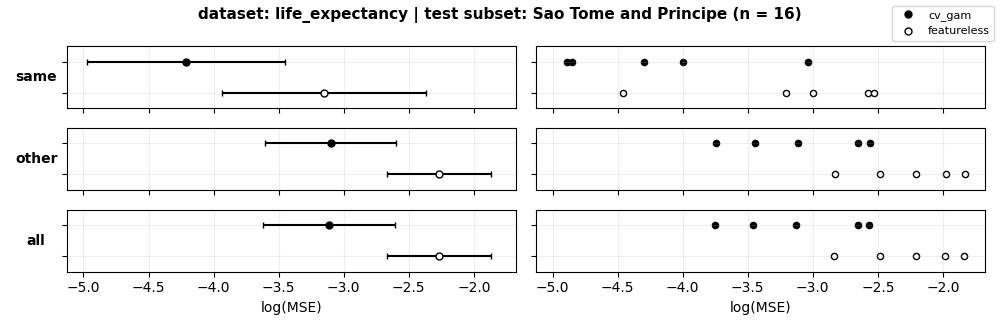 dataset: life_expectancy | test subset: Sao Tome and Principe (n = 16)
cv_gam
featureless
same
other
all
−5.0 −4.5 −4.0 −3.5 −3.0 −2.5 −2.0
−5.0 −4.5 −4.0 −3.5 −3.0 −2.5 −2.0
log(MSE)
log(MSE)